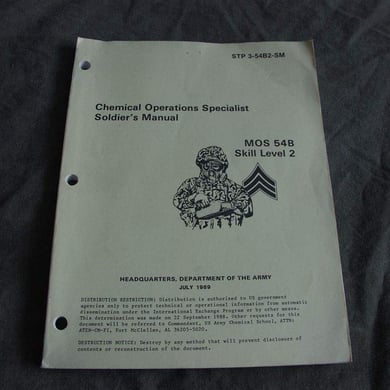 STP 3-54B2-SM
Chemical Operations Specialist
Soldier's Manual
MOS 54B
Skill Level 2
HEADQUARTERS, DEPARTMENT OF THE ARMY
JULY 1989
DISTRIBUTION RESTRICTION: Distribution is authorized to US government
agencies only to protect technical or operational information from automatic
dissemination under the International Exchange Program or by other means.
This determination was made on 22 September 1988. Other requests for this
document will be referred to Commandant, US Army Chemical School, ATTN:
ATZN-CM-FI, Fort McClellan, AL 36205-5020.
DESTRUCTION NOTICE: Destroy by any method that will prevent disclosure of
contents or reconstruction of the document.